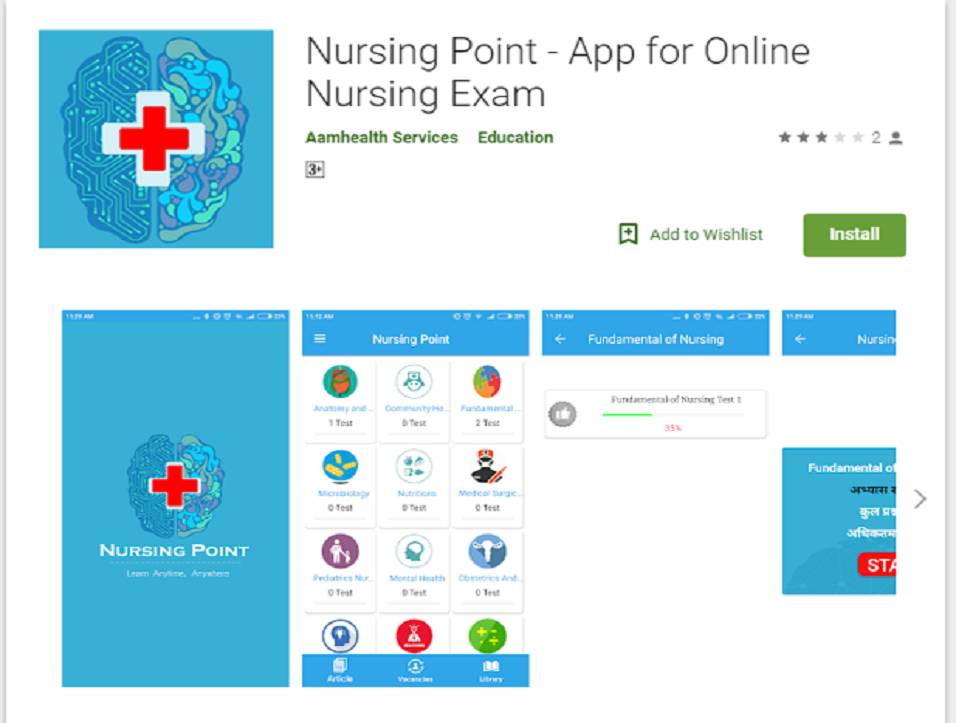 Nursing Point - App for Online
Nursing Exam
Aamhealth Services Education
2
3+
Add to Wishlist
Install
11:29 AM
NURSING POINT
Learn Anytime, Anywhere
11:12 AM
Nursing Point
Anatomy and ...
Community He...
Fundamental...
1 Test
0 Test
2 Test
Microbiology
Nutritions
Medical Surgic...
0 Test
0 Test
0 Test
Pediatrics Nur...
Mental Health
Obstetrics And...
0 Test
0 Test
0 Test
Article
Vacancies
Library
11:29 AM
Fundamental of Nursing
Fundamental of Nursing Test 1
35%
11:29 AM
Nursin
Fundamental of
अभ्यास
कुल प्रश्
अधिकतम
STA